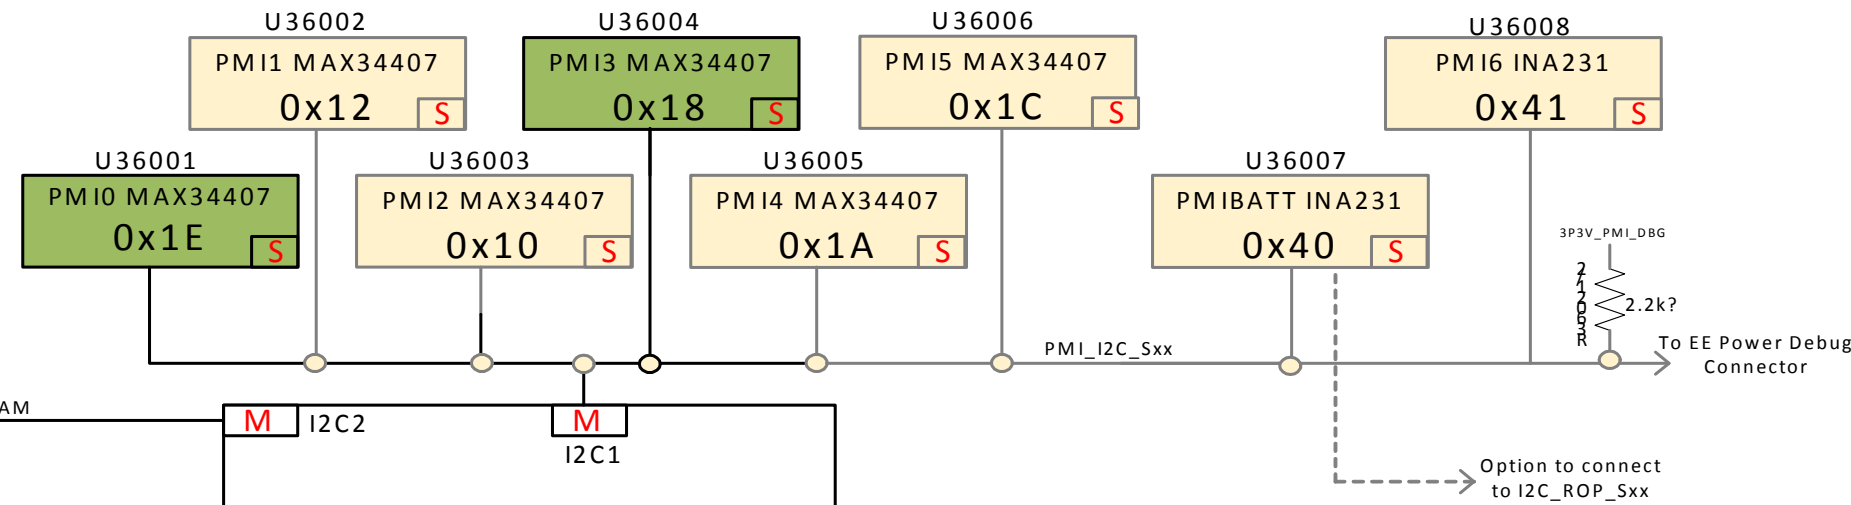 U36002
PMI1 MAX34407
0x12
S
U36004
PMI3 MAX34407
0x18
S
U36006
PMI5 MAX34407
0x1C
S
U36008
PMI6 INA231
0x41
S
U36001
PMI0 MAX34407
0x1E
S
U36003
PMI2 MAX34407
0x10
S
U36005
PMI4 MAX34407
0x1A
S
U36007
PMIBATT INA231
0x40
S
3P3V_PMI_DBG
2.2k?
PMI_I2C_Sxx
To EE Power Debug
Connector
AM
M
I2C2
M
I2C1
Option to connect
to I2C_ROP_Sxx